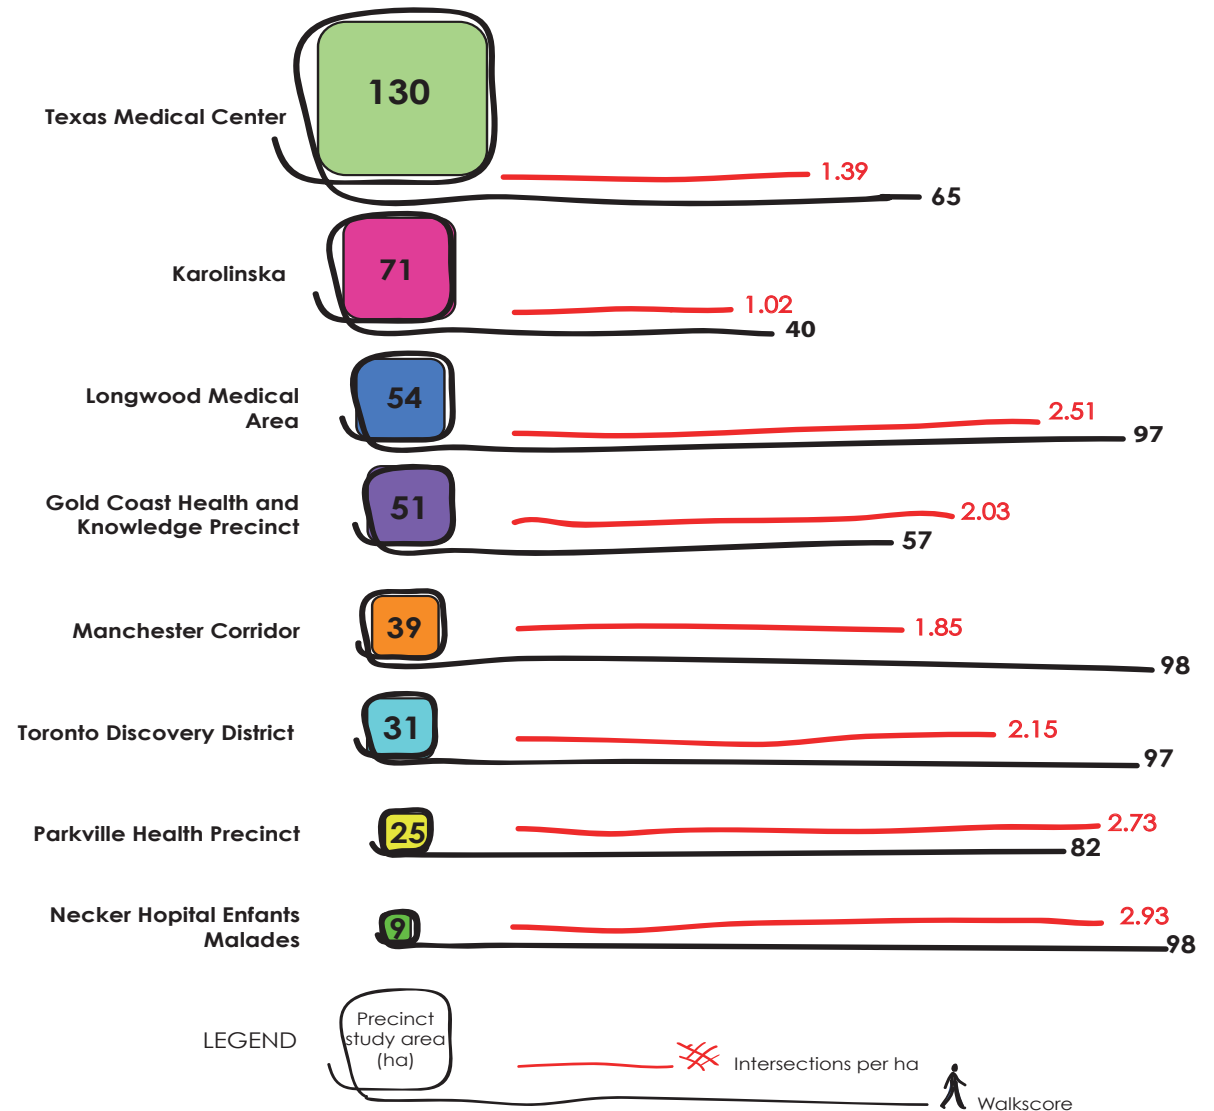 130
Texas Medical Center
1.39
65
71
Karolinska
1.02
40
Longwood Medical
Area
54
2.51
97
Gold Coast Health and
Knowledge Precinct
51
2.03
57
Manchester Corridor
39
1.85
98
Toronto Discovery District
31
2.15
97
Parkville Health Precinct
25
2.73
82
Necker Hopital Enfants
Malades
9
2.93
98
LEGEND
Precinct
study area
(ha)
Intersections per ha
Walkscore